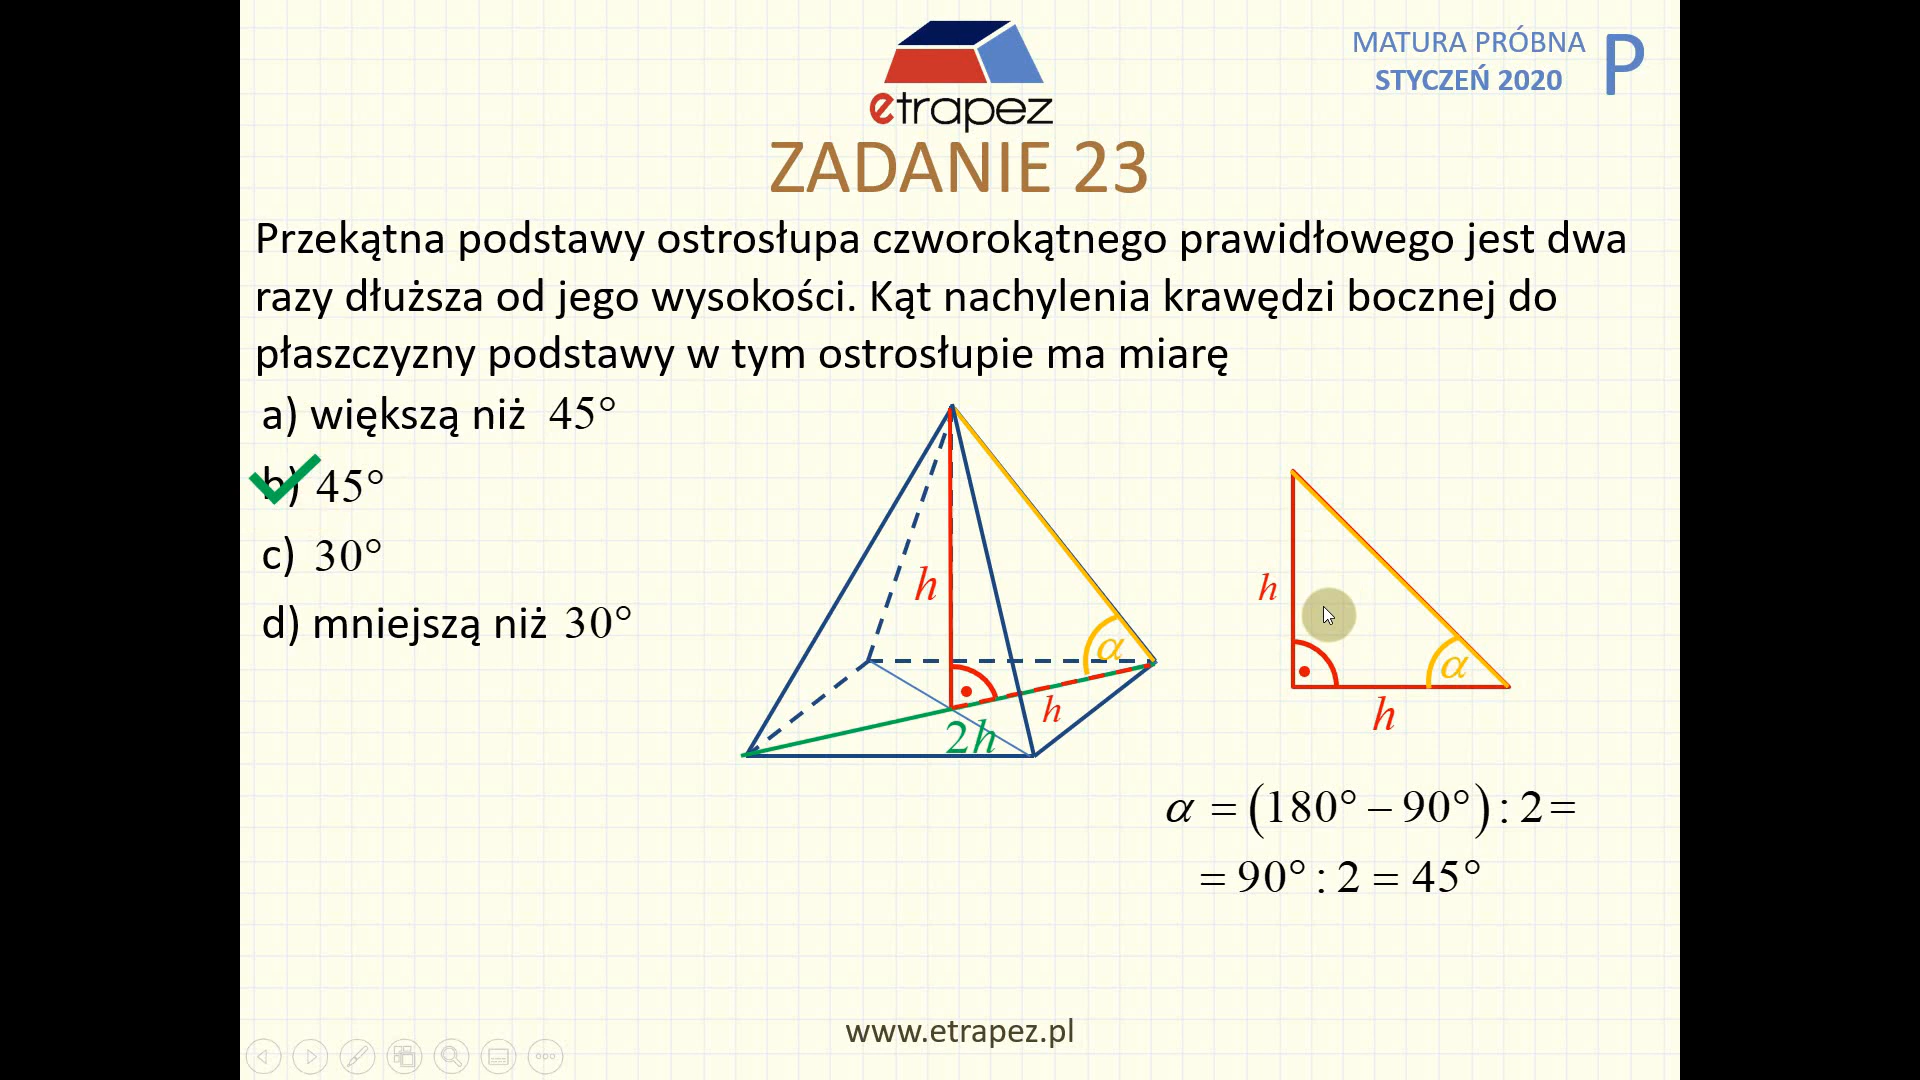 etrapez
MATURA PRÓBNA
STYCZEŃ 2020
P
ZADANIE 23
Przekątna podstawy ostrosłupa czworokątnego prawidłowego jest dwa
razy dłuższa od jego wysokości. Kąt nachylenia krawędzi bocznej do
płaszczyzny podstawy w tym ostrosłupie ma miarę
a) większą niż 45°
b) 45°
c) 30°
d) mniejszą niż 30°
h
α
h
2h
h
α
h
α = (180° − 90°) : 2 =
= 90° : 2 = 45°
www.etrapez.pl